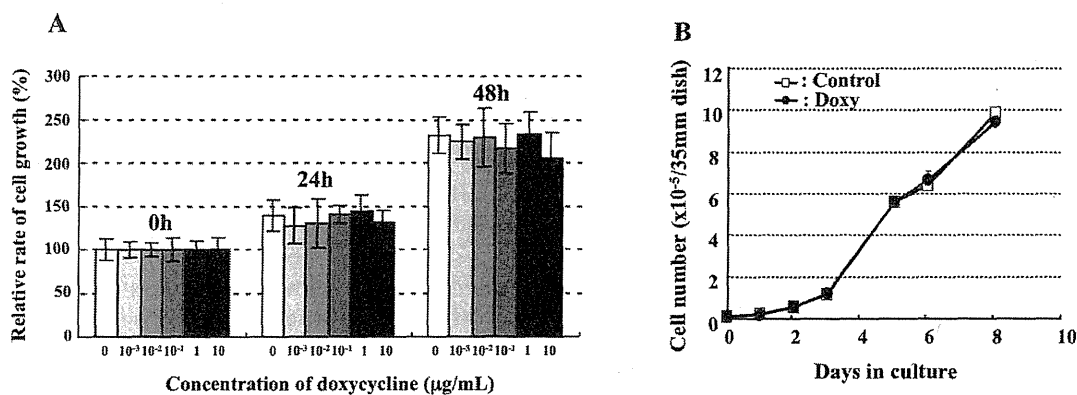 A
Relative rate of cell growth (%)
300
250
200
150
100
50
0
0h
24h
48h
0 10⁻³ 10⁻² 10⁻¹ 1 10
0 10⁻³ 10⁻² 10⁻¹ 1 10
0 10⁻³ 10⁻² 10⁻¹ 1 10
Concentration of doxycycline (µg/mL)
B
Cell number (x10⁻⁵/35mm dish)
12
10
8
6
4
2
0
: Control
: Doxy
0 2 4 6 8 10
Days in culture